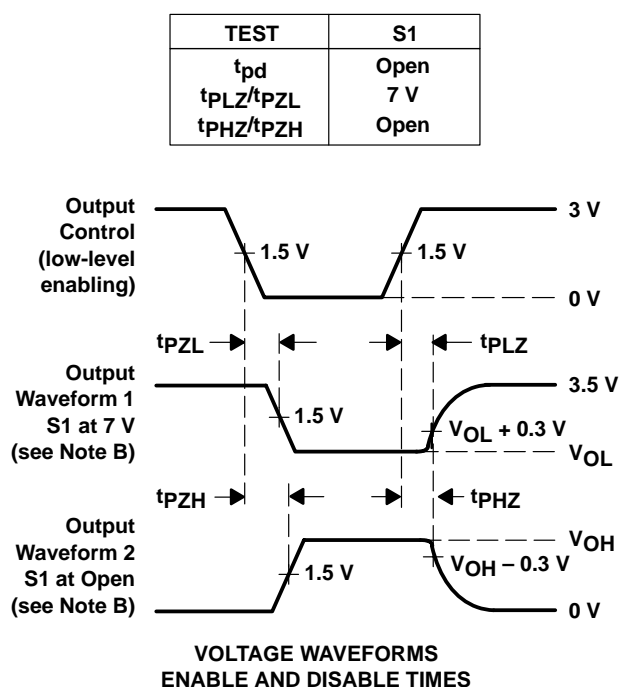 TEST S1
tpd Open
tPLZ/tPZL 7 V
tPHZ/tPZH Open
Output
Control
(low-level
enabling)
1.5 V
1.5 V
3 V
0 V
tPZL
tPLZ
Output
Waveform 1
S1 at 7 V
(see Note B)
1.5 V
3.5 V
VOL + 0.3 V
VOL
tPZH
tPHZ
Output
Waveform 2
S1 at Open
(see Note B)
1.5 V
VOH
VOH – 0.3 V
0 V
VOLTAGE WAVEFORMS
ENABLE AND DISABLE TIMES